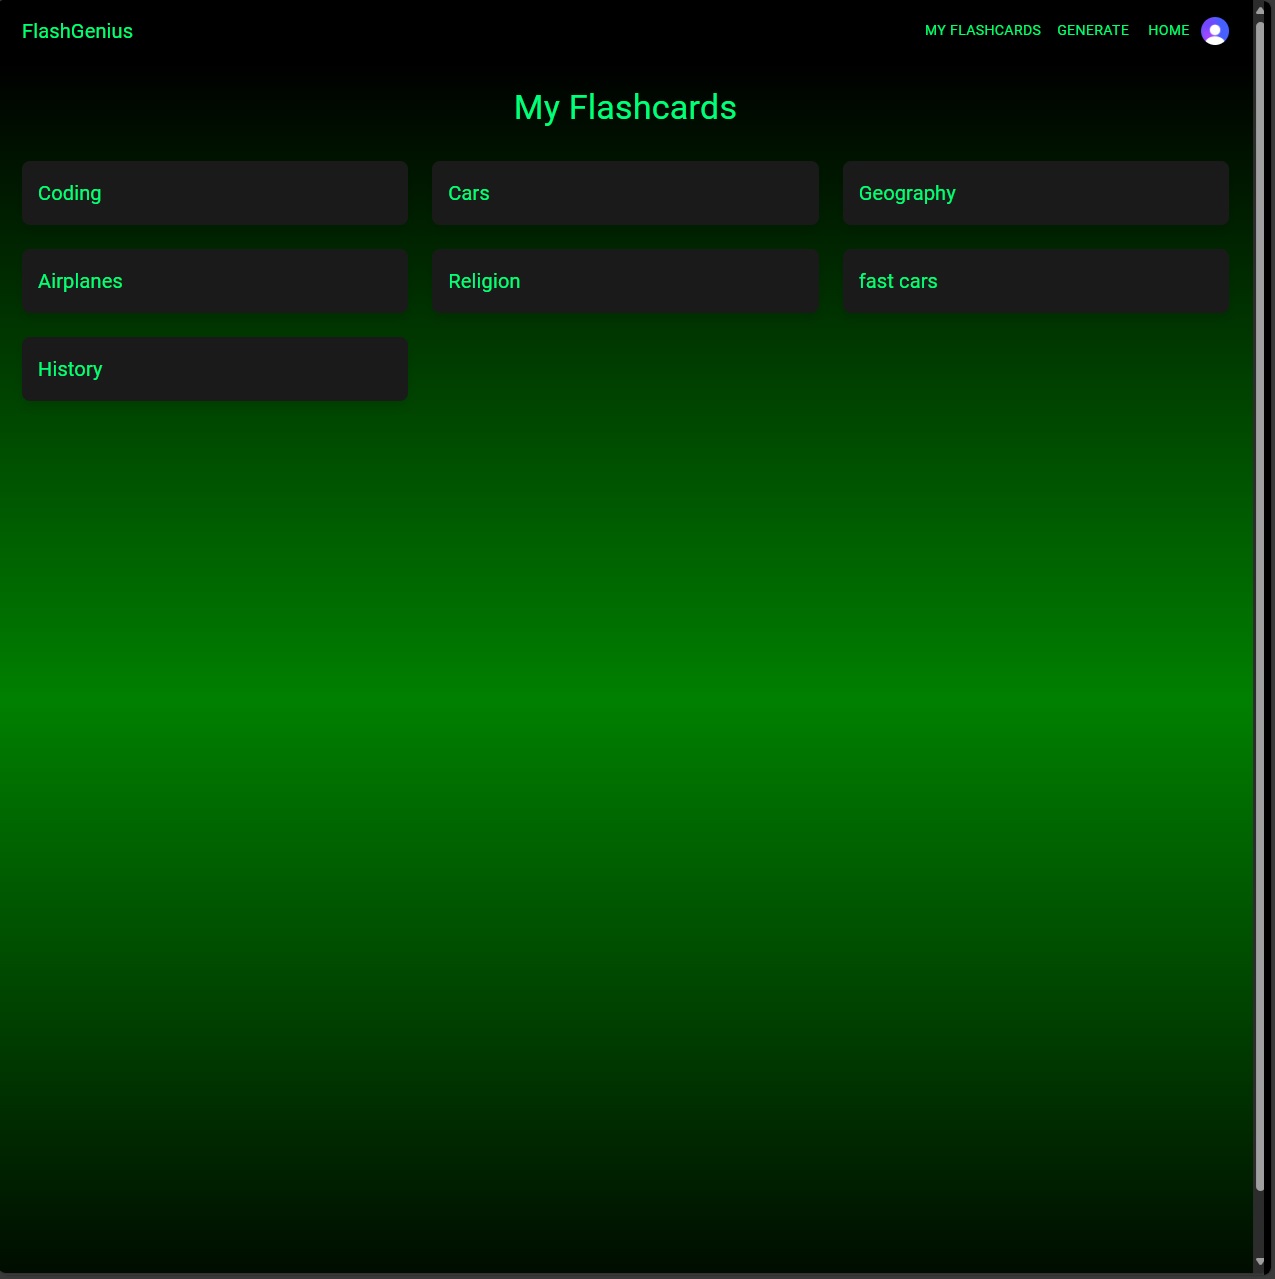 FlashGenius
MY FLASHCARDS GENERATE HOME
My Flashcards
Coding
Cars
Geography
Airplanes
Religion
fast cars
History